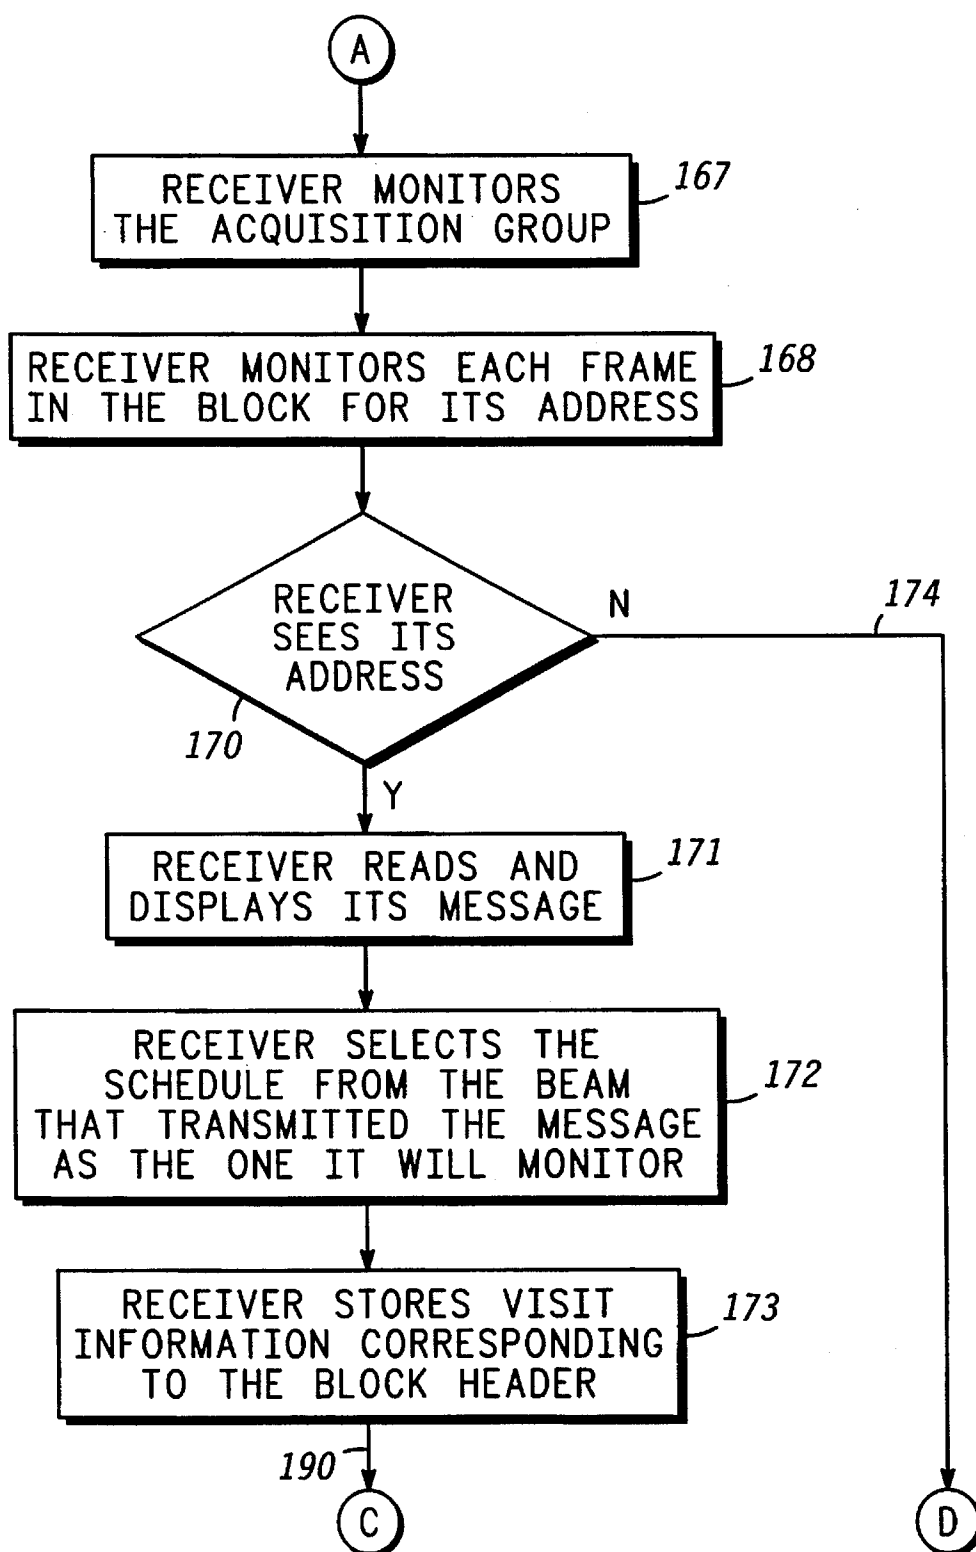 A
RECEIVER MONITORS
THE ACQUISITION GROUP
167
RECEIVER MONITORS EACH FRAME
IN THE BLOCK FOR ITS ADDRESS
168
RECEIVER
SEES ITS
ADDRESS
170
N
174
Y
RECEIVER READS AND
DISPLAYS ITS MESSAGE
171
RECEIVER SELECTS THE
SCHEDULE FROM THE BEAM
THAT TRANSMITTED THE MESSAGE
AS THE ONE IT WILL MONITOR
172
RECEIVER STORES VISIT
INFORMATION CORRESPONDING
TO THE BLOCK HEADER
173
190
C
D